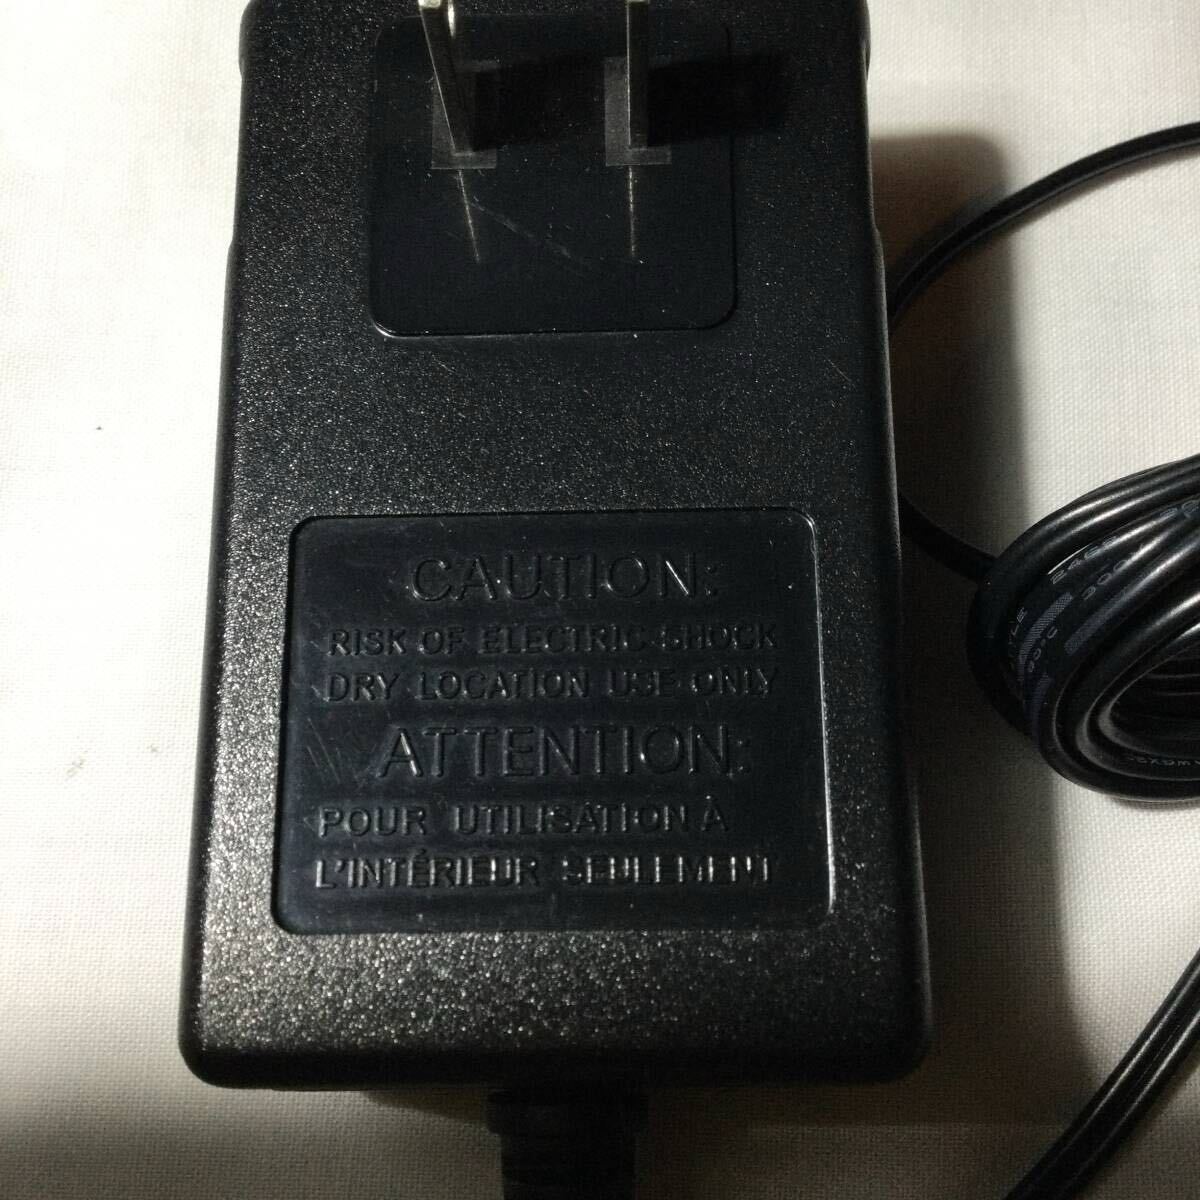 CAUTION:
RISK OF ELECTRIC SHOCK
DRY LOCATION USE ONLY
ATTENTION:
POUR UTILISATION À
L'INTÉRIEUR SEULEMENT